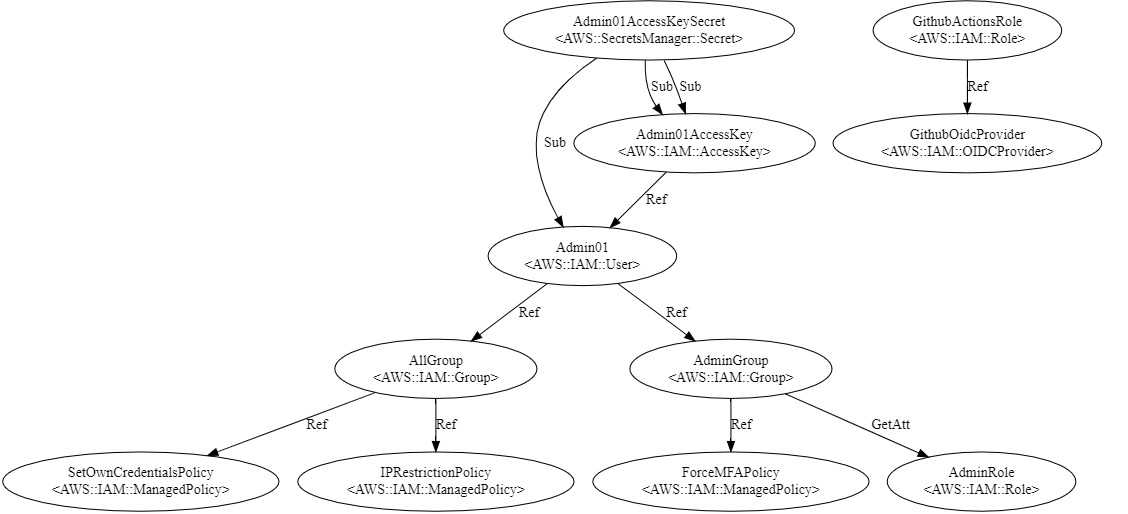 Admin01AccessKeySecret
<AWS::SecretsManager::Secret>
GithubActionsRole
<AWS::IAM::Role>
Sub
Sub
Ref
Sub
Admin01AccessKey
<AWS::IAM::AccessKey>
GithubOidcProvider
<AWS::IAM::OIDCProvider>
Ref
Admin01
<AWS::IAM::User>
Ref
Ref
AllGroup
<AWS::IAM::Group>
AdminGroup
<AWS::IAM::Group>
Ref
Ref
Ref
GetAtt
SetOwnCredentialsPolicy
<AWS::IAM::ManagedPolicy>
IPRestrictionPolicy
<AWS::IAM::ManagedPolicy>
ForceMFAPolicy
<AWS::IAM::ManagedPolicy>
AdminRole
<AWS::IAM::Role>